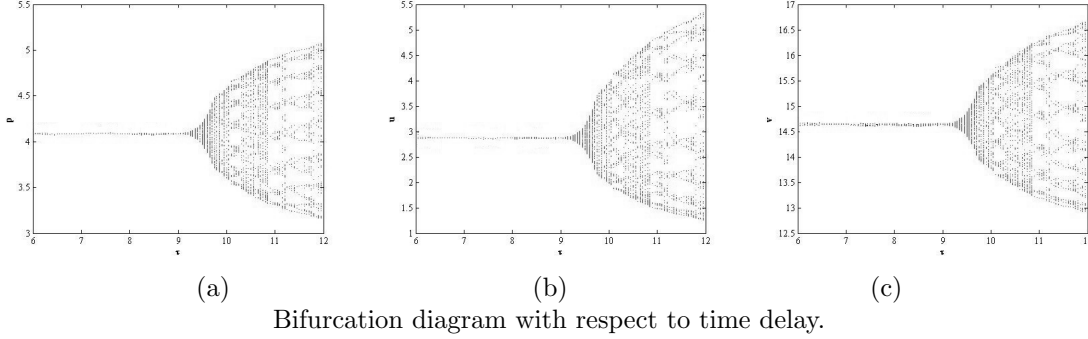 5.5 5 4.5 4 3.5 3
p
6 7 8 9 10 11 12
τ
5.5 5 4.5 4 3.5 3 2.5 2 1.5 1
u
6 7 8 9 10 11 12
τ
17 16.5 16 15.5 15 14.5 14 13.5 13 12.5
v
6 7 8 9 10 11 1
τ
(a) (b) (c)
Bifurcation diagram with respect to time delay.